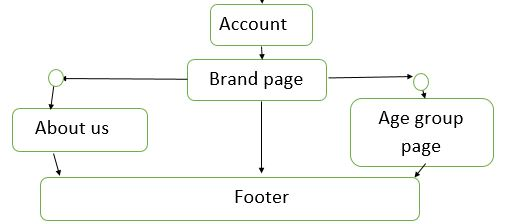 Account
Brand page
About us
Age group
page
Footer